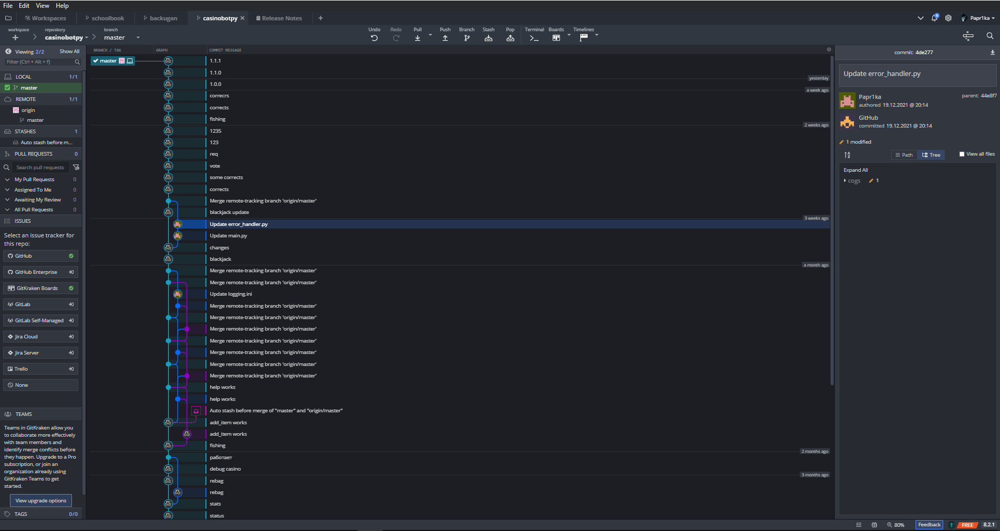 File Edit View Help
Workspaces schoolbook backugan casinobotpy Release Notes
Papr1ka
workspace repository branch
casinobotpy master
Undo Redo Pull Push Branch Stash Pop Terminal Boards Timelines
Viewing 2/2 Show All
Filter (Ctrl + Alt + f)
LOCAL 1/1
master
REMOTE 1/1
origin
master
STASHES 1
Auto stash before m...
PULL REQUESTS 0
Search pull requests
My Pull Requests 0
Assigned To Me 0
Awaiting My Review 0
All Pull Requests 0
ISSUES
Select an issue tracker for
this repo:
GitHub
GitHub Enterprise
GitKraken Boards
GitLab
GitLab Self-Managed
Jira Cloud
Jira Server
Trello
None
TEAMS
Teams in GitKraken allow you
to collaborate more effectively
with team members and
identify merge conflicts before
they happen. Upgrade to a Pro
subscription, or join an
organization already using
GitKraken Teams to get
started.
View upgrade options
TAGS 0/0
BRANCH / TAG GRAPH COMMIT MESSAGE
master 1.1.1
1.1.0
yesterday
1.0.0
a week ago
correcrs
corrects
fishing
2 weeks ago
1235
123
req
vote
some corrects
corrects
Merge remote-tracking branch 'origin/master'
blackjack update
3 weeks ago
Update error_handler.py
Update main.py
changes
blackjack
a month ago
Merge remote-tracking branch 'origin/master'
Merge remote-tracking branch 'origin/master'
Update logging.ini
Merge remote-tracking branch 'origin/master'
Merge remote-tracking branch 'origin/master'
Merge remote-tracking branch 'origin/master'
Merge remote-tracking branch 'origin/master'
Merge remote-tracking branch 'origin/master'
Merge remote-tracking branch 'origin/master'
Merge remote-tracking branch 'origin/master'
help works
help works
Auto stash before merge of "master" and "origin/master"
add_item works
add_item works
fishing
2 months ago
работает
debug casino
3 months ago
rebag
rebag
stats
status
commit: 4de277
Update error_handler.py
Papr1ka parent: 44e8f7
authored 19.12.2021 @ 20:14
GitHub
committed 19.12.2021 @ 20:14
1 modified
Path Tree View all files
Expand All
cogs 1
80% Feedback FREE 8.2.1